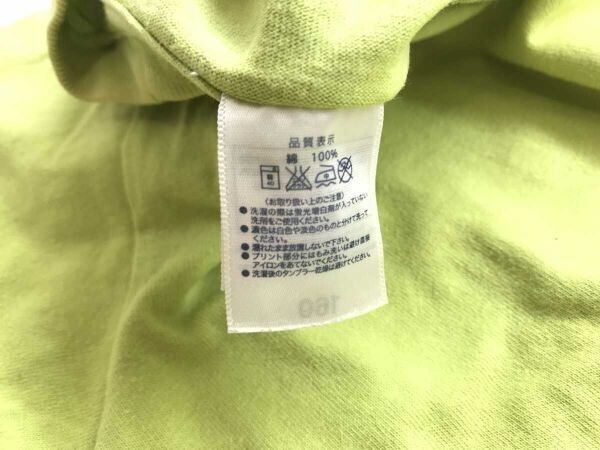 品質表示
綿 100%
40
〈お取り扱い上のご注意〉
●洗濯の際は蛍光増白剤が入っていない
洗剤をご使用ください。
●濃色は白色や淡色のものと分けて洗って
ください。
●濡れたまま放置しないで下さい。
●プリント部分にはもみ洗いは避け直接
アイロンをあてないでください。
●洗濯後のタンブラー乾燥は避けてください。
160